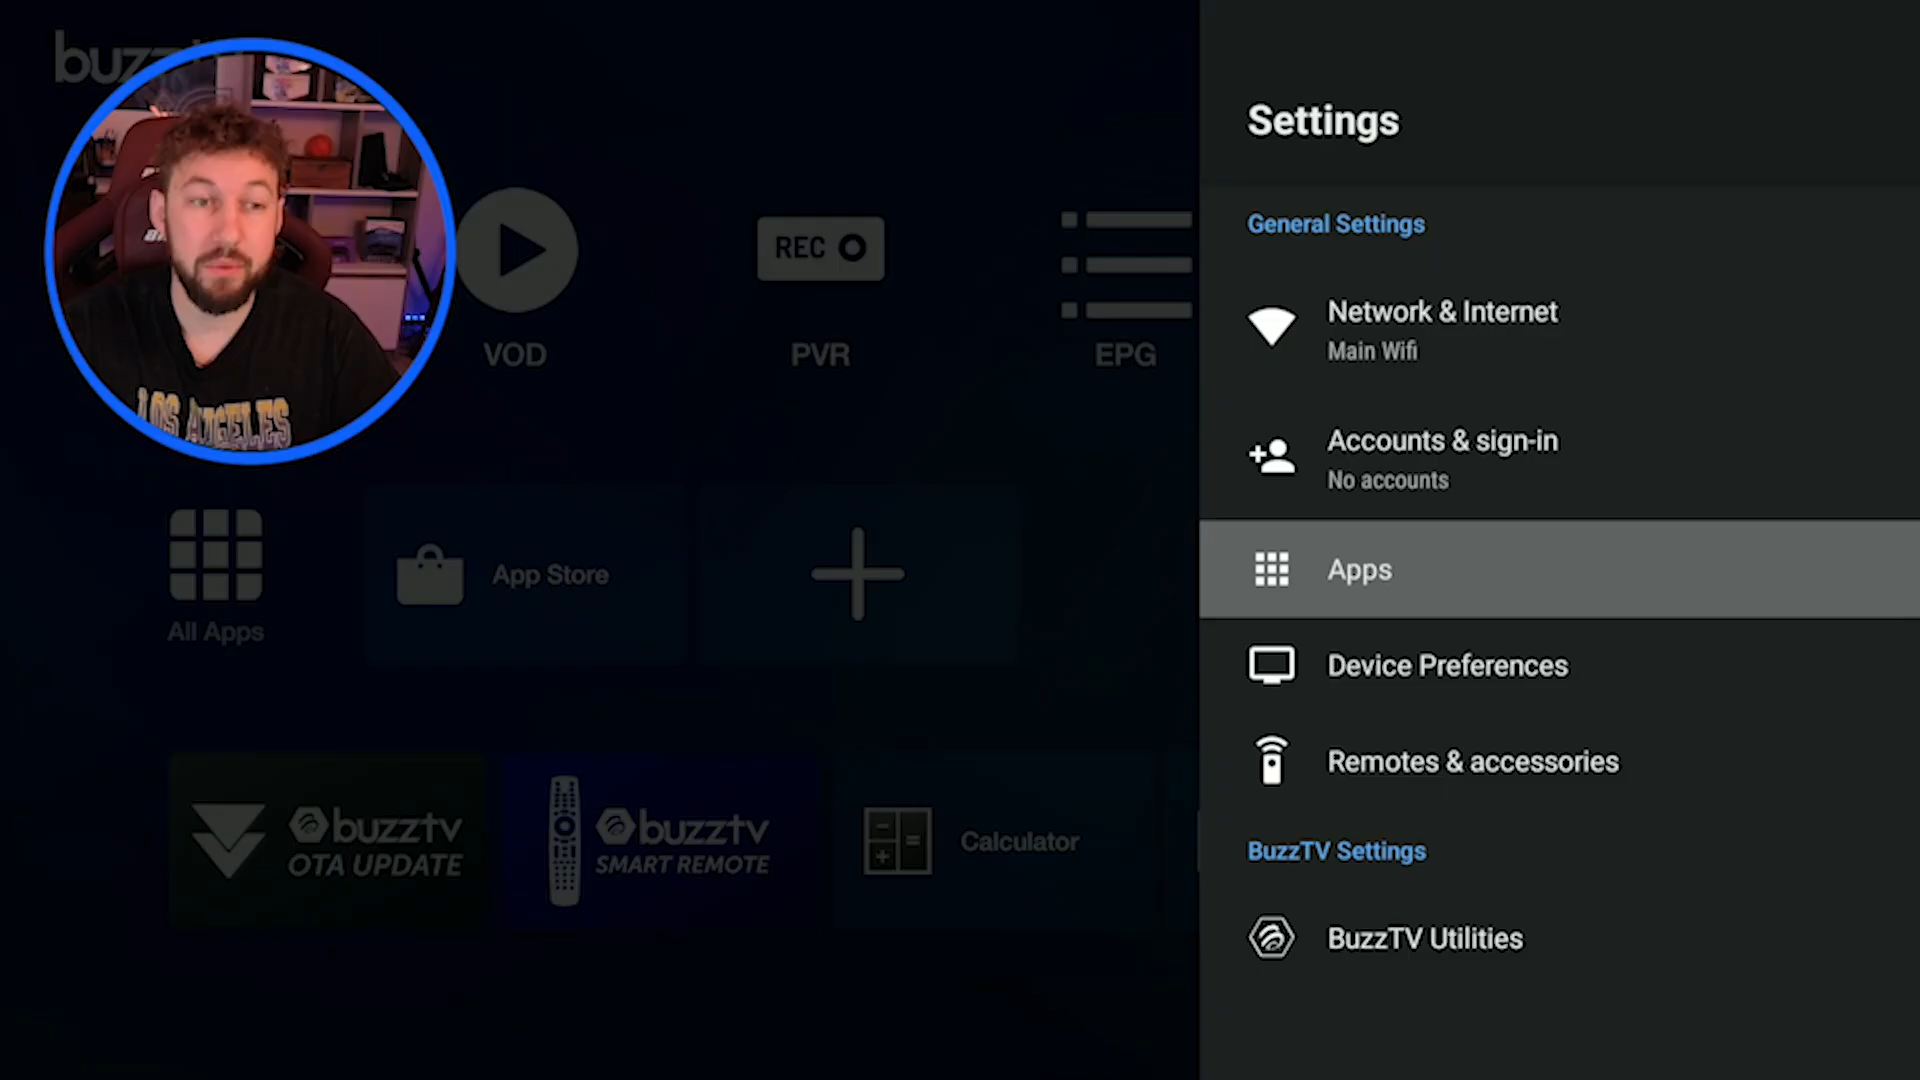 buzztv
LOS ANGELES
VOD
REC
PVR
EPG
All Apps
App Store
buzztv
OTA UPDATE
buzztv
SMART REMOTE
Calculator
Settings
General Settings
Network & Internet
Main Wifi
Accounts & sign-in
No accounts
Apps
Device Preferences
Remotes & accessories
BuzzTV Settings
BuzzTV Utilities